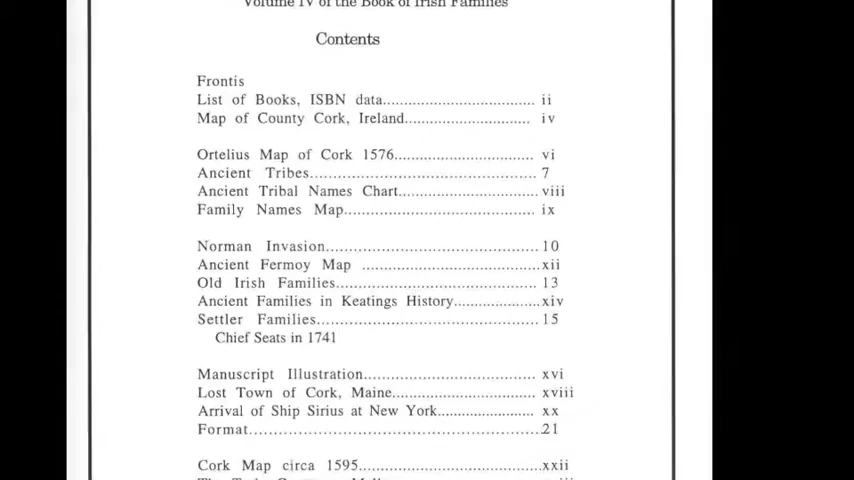 Volume IV of the Book of Irish Families
Contents
Frontis
List of Books, ISBN data................................... ii
Map of County Cork, Ireland............................. iv
Ortelius Map of Cork 1576................................ vi
Ancient Tribes.................................................. 7
Ancient Tribal Names Chart............................... viii
Family Names Map........................................... ix
Norman Invasion...............................................10
Ancient Fermoy Map .......................................xii
Old Irish Families............................................ 13
Ancient Families in Keatings History...................xiv
Settler Families................................................ 15
Chief Seats in 1741
Manuscript Illustration...................................... xvi
Lost Town of Cork, Maine................................ xviii
Arrival of Ship Sirius at New York...................... xx
Format..............................................................21
Cork Map circa 1595........................................xxii